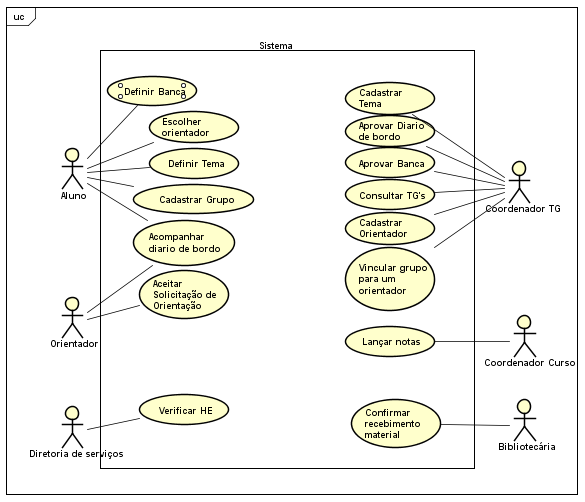 uc
Sistema
Definir Banca
Escolher
orientador
Definir Tema
Cadastrar Grupo
Acompanhar
diario de bordo
Aceitar
Solicitação de
Orientação
Verificar HE
Aluno
Orientador
Diretoria de serviços
Cadastrar
Tema
Aprovar Diario
de bordo
Aprovar Banca
Consultar TG's
Cadastrar
Orientador
Vincular grupo
para um
orientador
Lançar notas
Confirmar
recebimento
material
Coordenador TG
Coordenador Curso
Bibliotecária